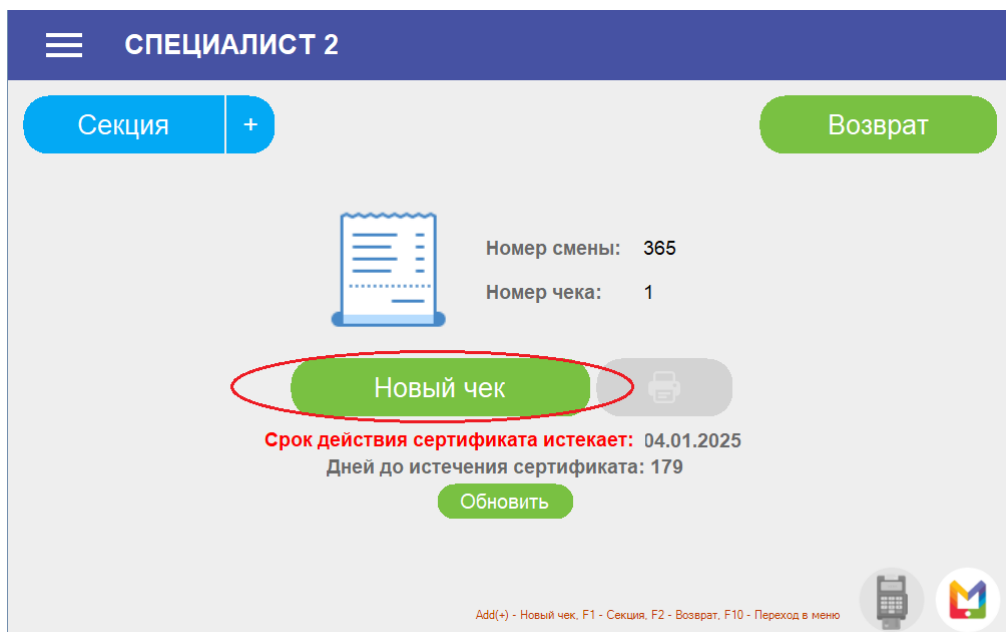 СПЕЦИАЛИСТ 2
Секция +
Возврат
Номер смены: 365
Номер чека: 1
Новый чек
Срок действия сертификата истекает: 04.01.2025
Дней до истечения сертификата: 179
Обновить
Add(+) - Новый чек, F1 - Секция, F2 - Возврат, F10 - Переход в меню